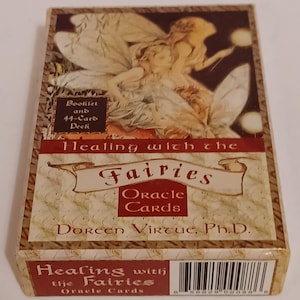 Booklet
and
44-Card
Deck
Healing with the
Fairies
Oracle
Cards
Doreen Virtue, Ph.D.
Healing with
the Fairies
Oracle Cards